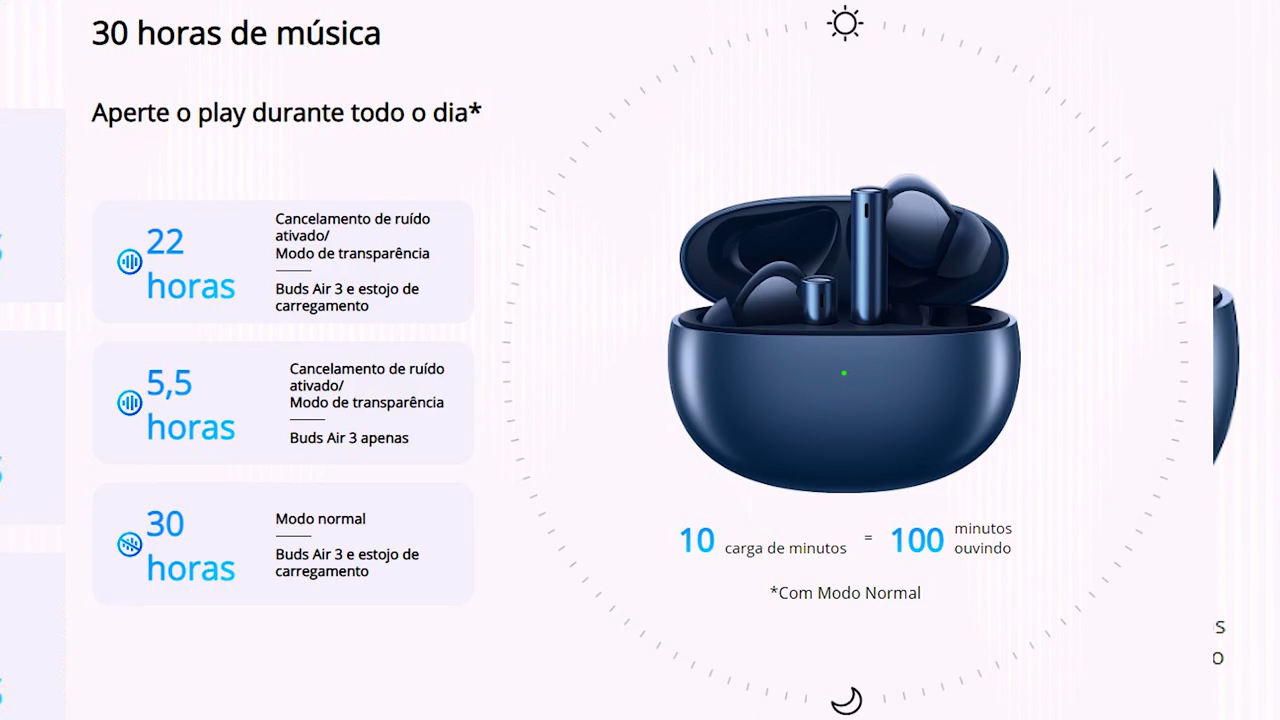 30 horas de música
Aperte o play durante todo o dia*
22
horas
Cancelamento de ruído
ativado/
Modo de transparência
Buds Air 3 e estojo de
carregamento
5,5
horas
Cancelamento de ruído
ativado/
Modo de transparência
Buds Air 3 apenas
30
horas
Modo normal
Buds Air 3 e estojo de
carregamento
10 carga de minutos = 100 minutos
ouvindo
*Com Modo Normal